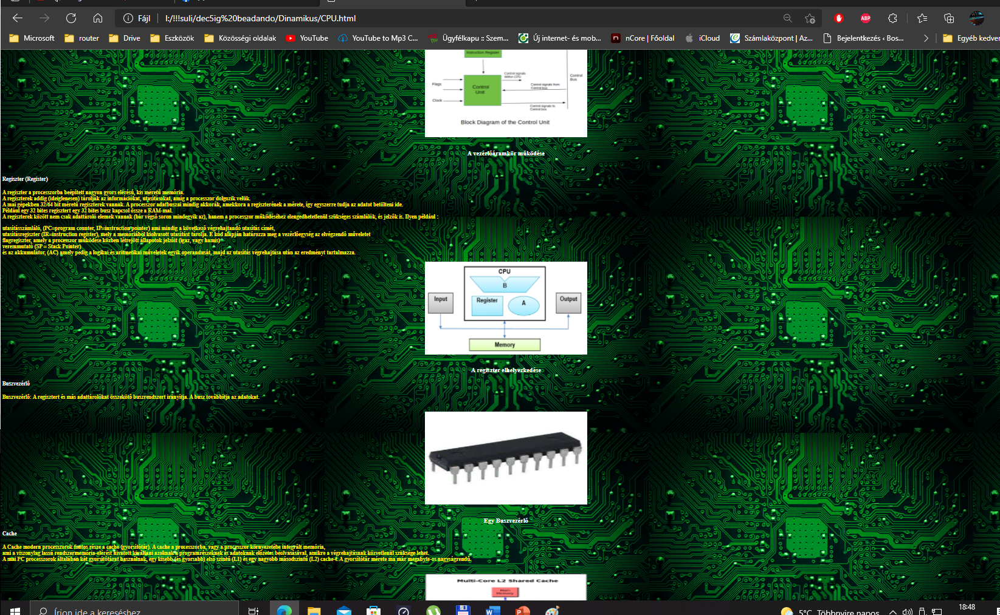 Fájl
I:/!!!suli/dec5ig%20beadando/Dinamikus/CPU.html
ABP
Microsoft
router
Drive
Eszközök
Közösségi oldalak
YouTube
YouTube to Mp3 C...
Ügyfélkapu :: Szem...
Új internet- és mob...
nCore | Főoldal
iCloud
Számlaközpont | Az...
Bejelentkezés ‹ Bos...
Egyéb kedver
Instruction Register
Flags
Clock
Control
Unit
Control signals
Within CPU
Control signals from
Control bus
Control signals to
Control bus
Control
Bus
Block Diagram of the Control Unit
A vezérlőáramkör működése
Regiszter (Register)
A regiszter a processzorba beépített nagyon gyors elérésű, kis méretű memória.
A regiszterek addig (ideiglenesen) tárolják az információkat, utasításokat, amíg a processzor dolgozik velük.
A mai gépekben 32/64 bit méretű regiszterek vannak. A processzor adatbuszai mindig akkorák, amekkora a regiszterének a mérete, így egyszerre tudja az adatot betölteni ide.
Például egy 32 bites regisztert egy 32 bites busz kapcsol össze a RAM-mal.
A regiszterek között nem csak adattároló elemek vannak (bár végső soron mindegyik az), hanem a processzor működéséhez elengedhetetlenül szükséges számlálók, és jelzők is. Ilyen például :
utasításszámláló, (PC=program counter, IP=instruction pointer) ami mindig a következő végrehajtandó utasítás címét,
utasításregiszter (IR=instruction register), mely a memóriából kiolvasott utasítást tárolja. E kód alapján határozza meg a vezérlőegység az elvégzendő műveletet
flagregiszter, amely a processzor működése közben létrejött állapotok jelzőit (igaz, vagy hamis)
veremmutató (SP = Stack Pointer)
és az akkumulátor, (AC) amely pedig a logikai és aritmetikai műveletek egyik operandusát, majd az utasítás végrehajtása után az eredményt tartalmazza.
CPU
B
Input
Register
A
Output
Memory
A regiszter elhelyezkedése
Buszvezérlő
Buszvezérlő: A regisztert és más adattárolókat összekötő buszrendszert irányítja. A busz továbbítja az adatokat.
Egy Buszvezérlő
Cache
A Cache modern processzorok fontos része a cache (gyorsítótár). A cache a processzorba, vagy a processzor környezetébe integrált memória,
ami a viszonylag lassú rendszermemória-elérést hivatott kiváltani azoknak a programrészeknek és adatoknak előzetes beolvasásával, amikre a végrehajtásnak közvetlenül szüksége lehet.
A mai PC processzorok általában két gyorsítótárat használnak, egy kisebb (és gyorsabb) első szintű (L1) és egy nagyobb másodszintű (L2) cache-t. A gyorsítótár mérete ma már megabyte-os nagyságrendű.
Multi-Core L2 Shared Cache
Main
Memory
Írjon ide a kereséshez
5°C Többnyire napos
18:48